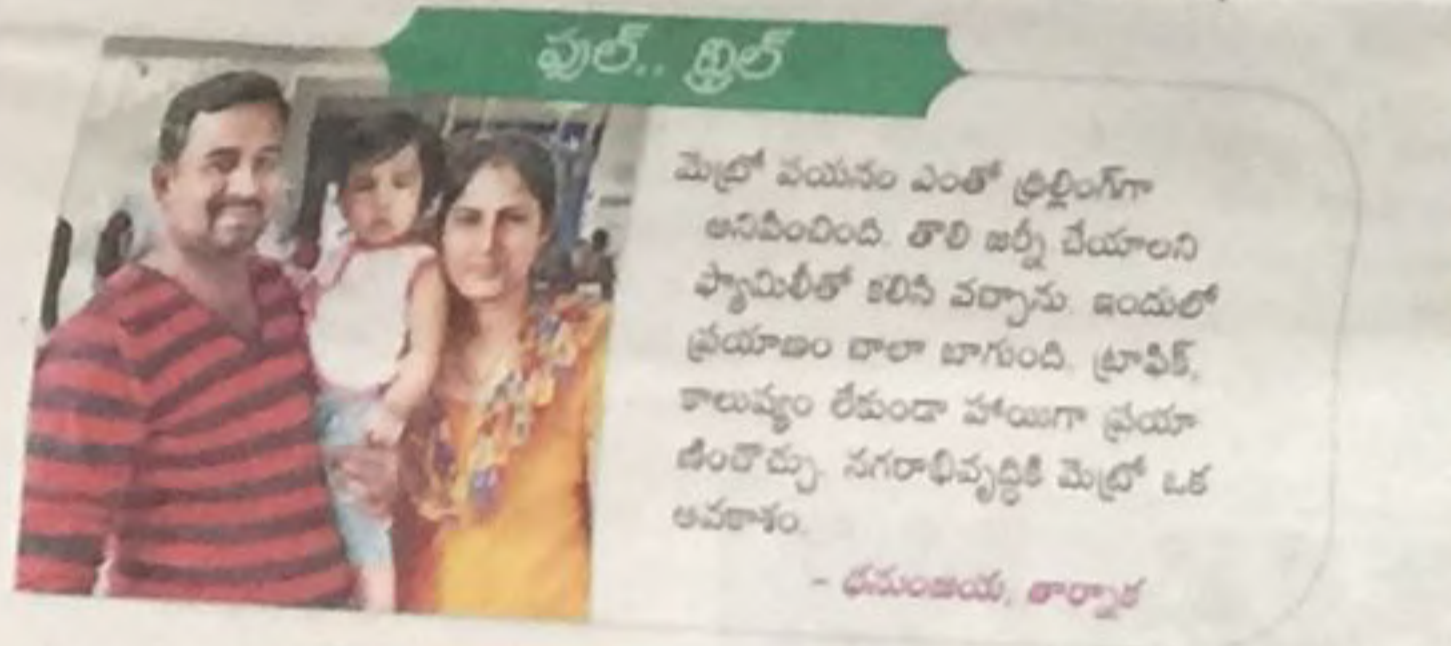 ఫుల్.. థ్రిల్
మెట్రో పయనం ఎంతో థ్రిల్లింగ్‌గా
అనిపించింది. తొలి జర్నీ చేయాలని
ఫ్యామిలీతో కలిసి వచ్చాను. ఇందులో
ప్రయాణం చాలా బాగుంది. ట్రాఫిక్,
కాలుష్యం లేకుండా హాయిగా ప్రయా
ణించొచ్చు. నగరాభివృద్ధికి మెట్రో ఒక
అవకాశం.
- ధనుంజయ, తార్నాక